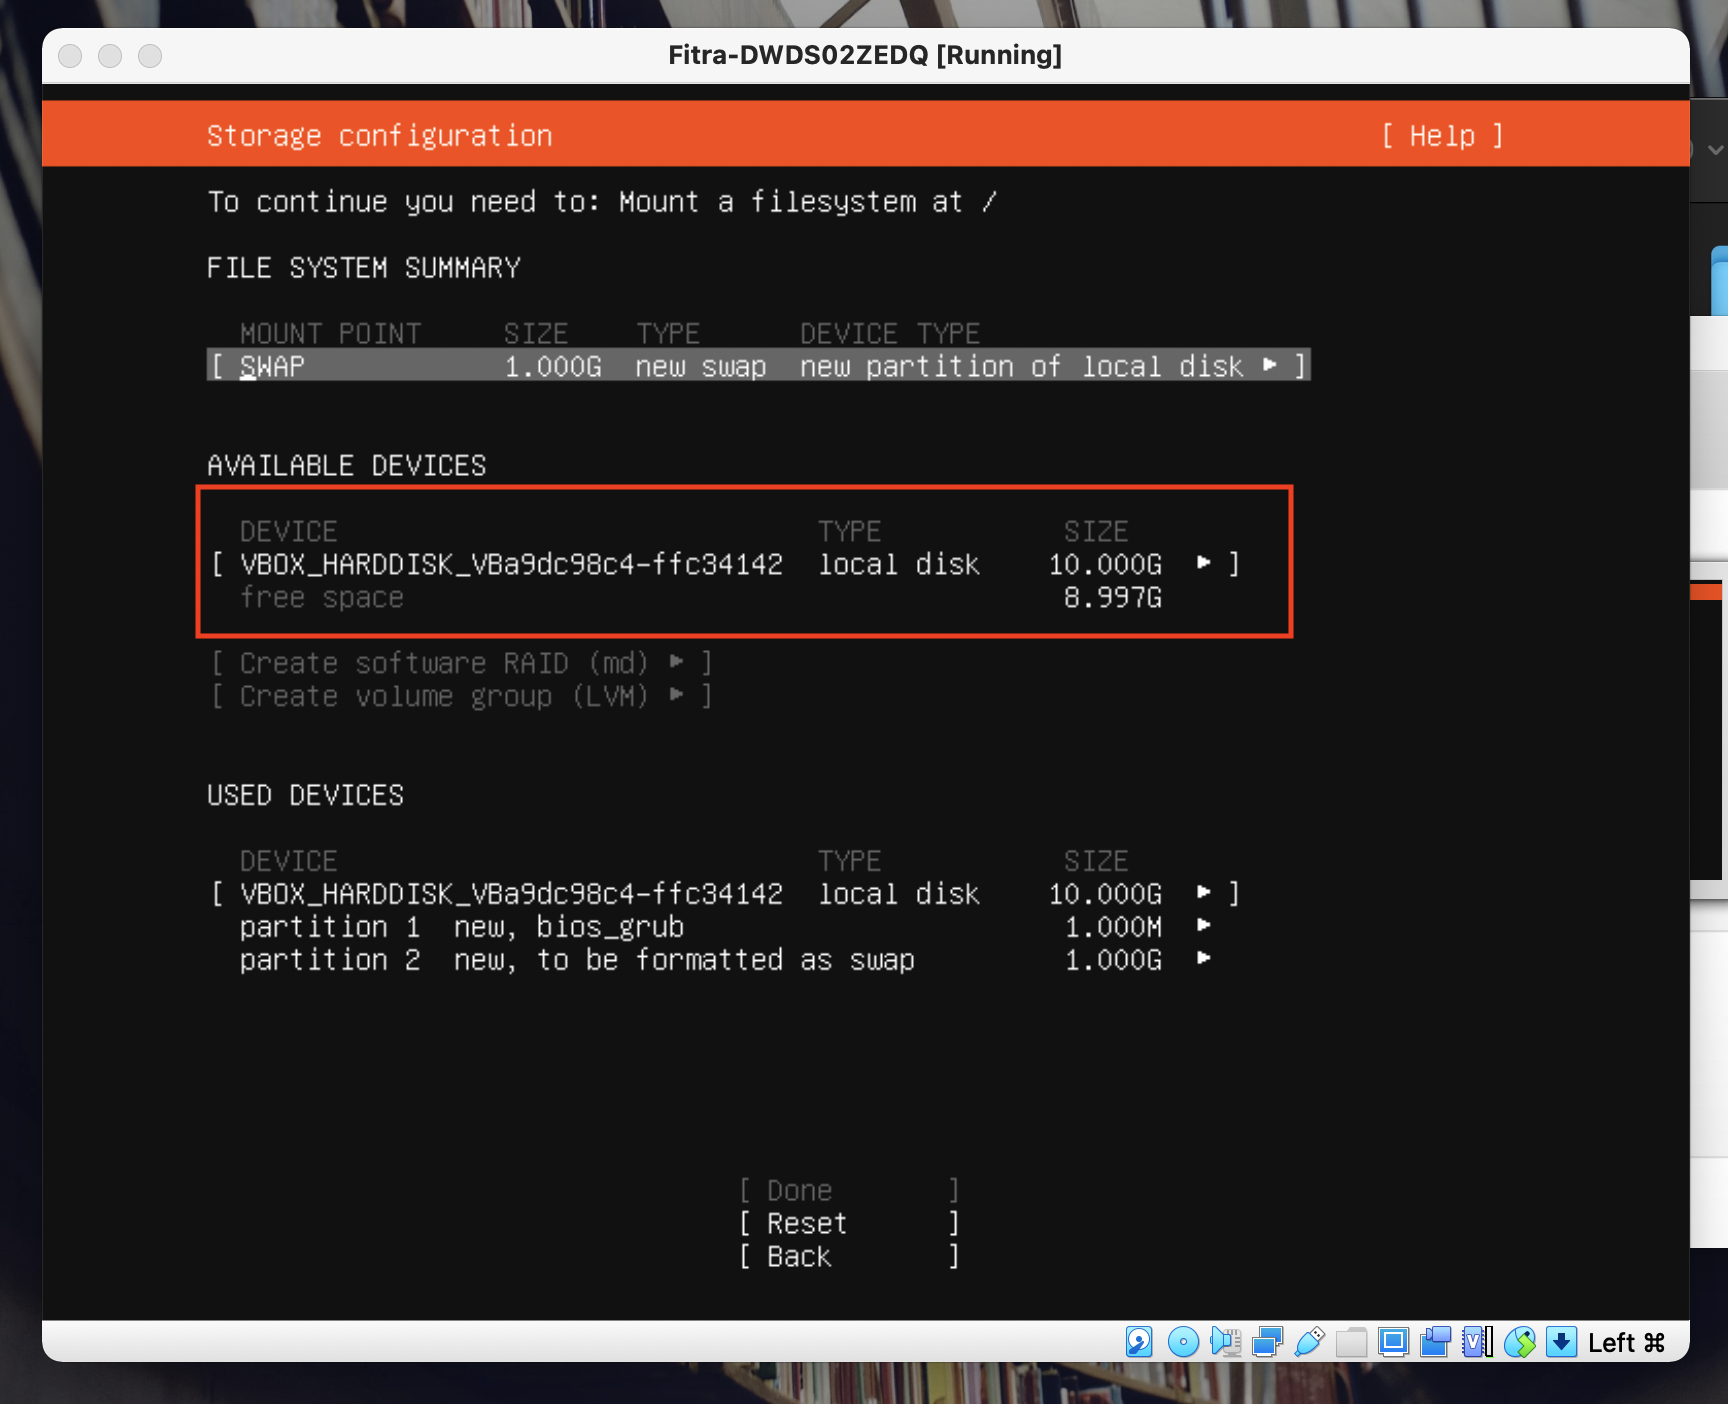 Fitra-DWDS02ZEDQ [Running]
Storage configuration [ Help ]
To continue you need to: Mount a filesystem at /
FILE SYSTEM SUMMARY
MOUNT POINT SIZE TYPE DEVICE TYPE
[ SWAP 1.000G new swap new partition of local disk ▸ ]
AVAILABLE DEVICES
DEVICE TYPE SIZE
[ VBOX_HARDDISK_VBa9dc98c4-ffc34142 local disk 10.000G ▸ ]
free space 8.997G
[ Create software RAID (md) ▸ ]
[ Create volume group (LVM) ▸ ]
USED DEVICES
DEVICE TYPE SIZE
[ VBOX_HARDDISK_VBa9dc98c4-ffc34142 local disk 10.000G ▸ ]
partition 1 new, bios_grub 1.000M ▸
partition 2 new, to be formatted as swap 1.000G ▸
[ Done ]
[ Reset ]
[ Back ]
Left ⌘